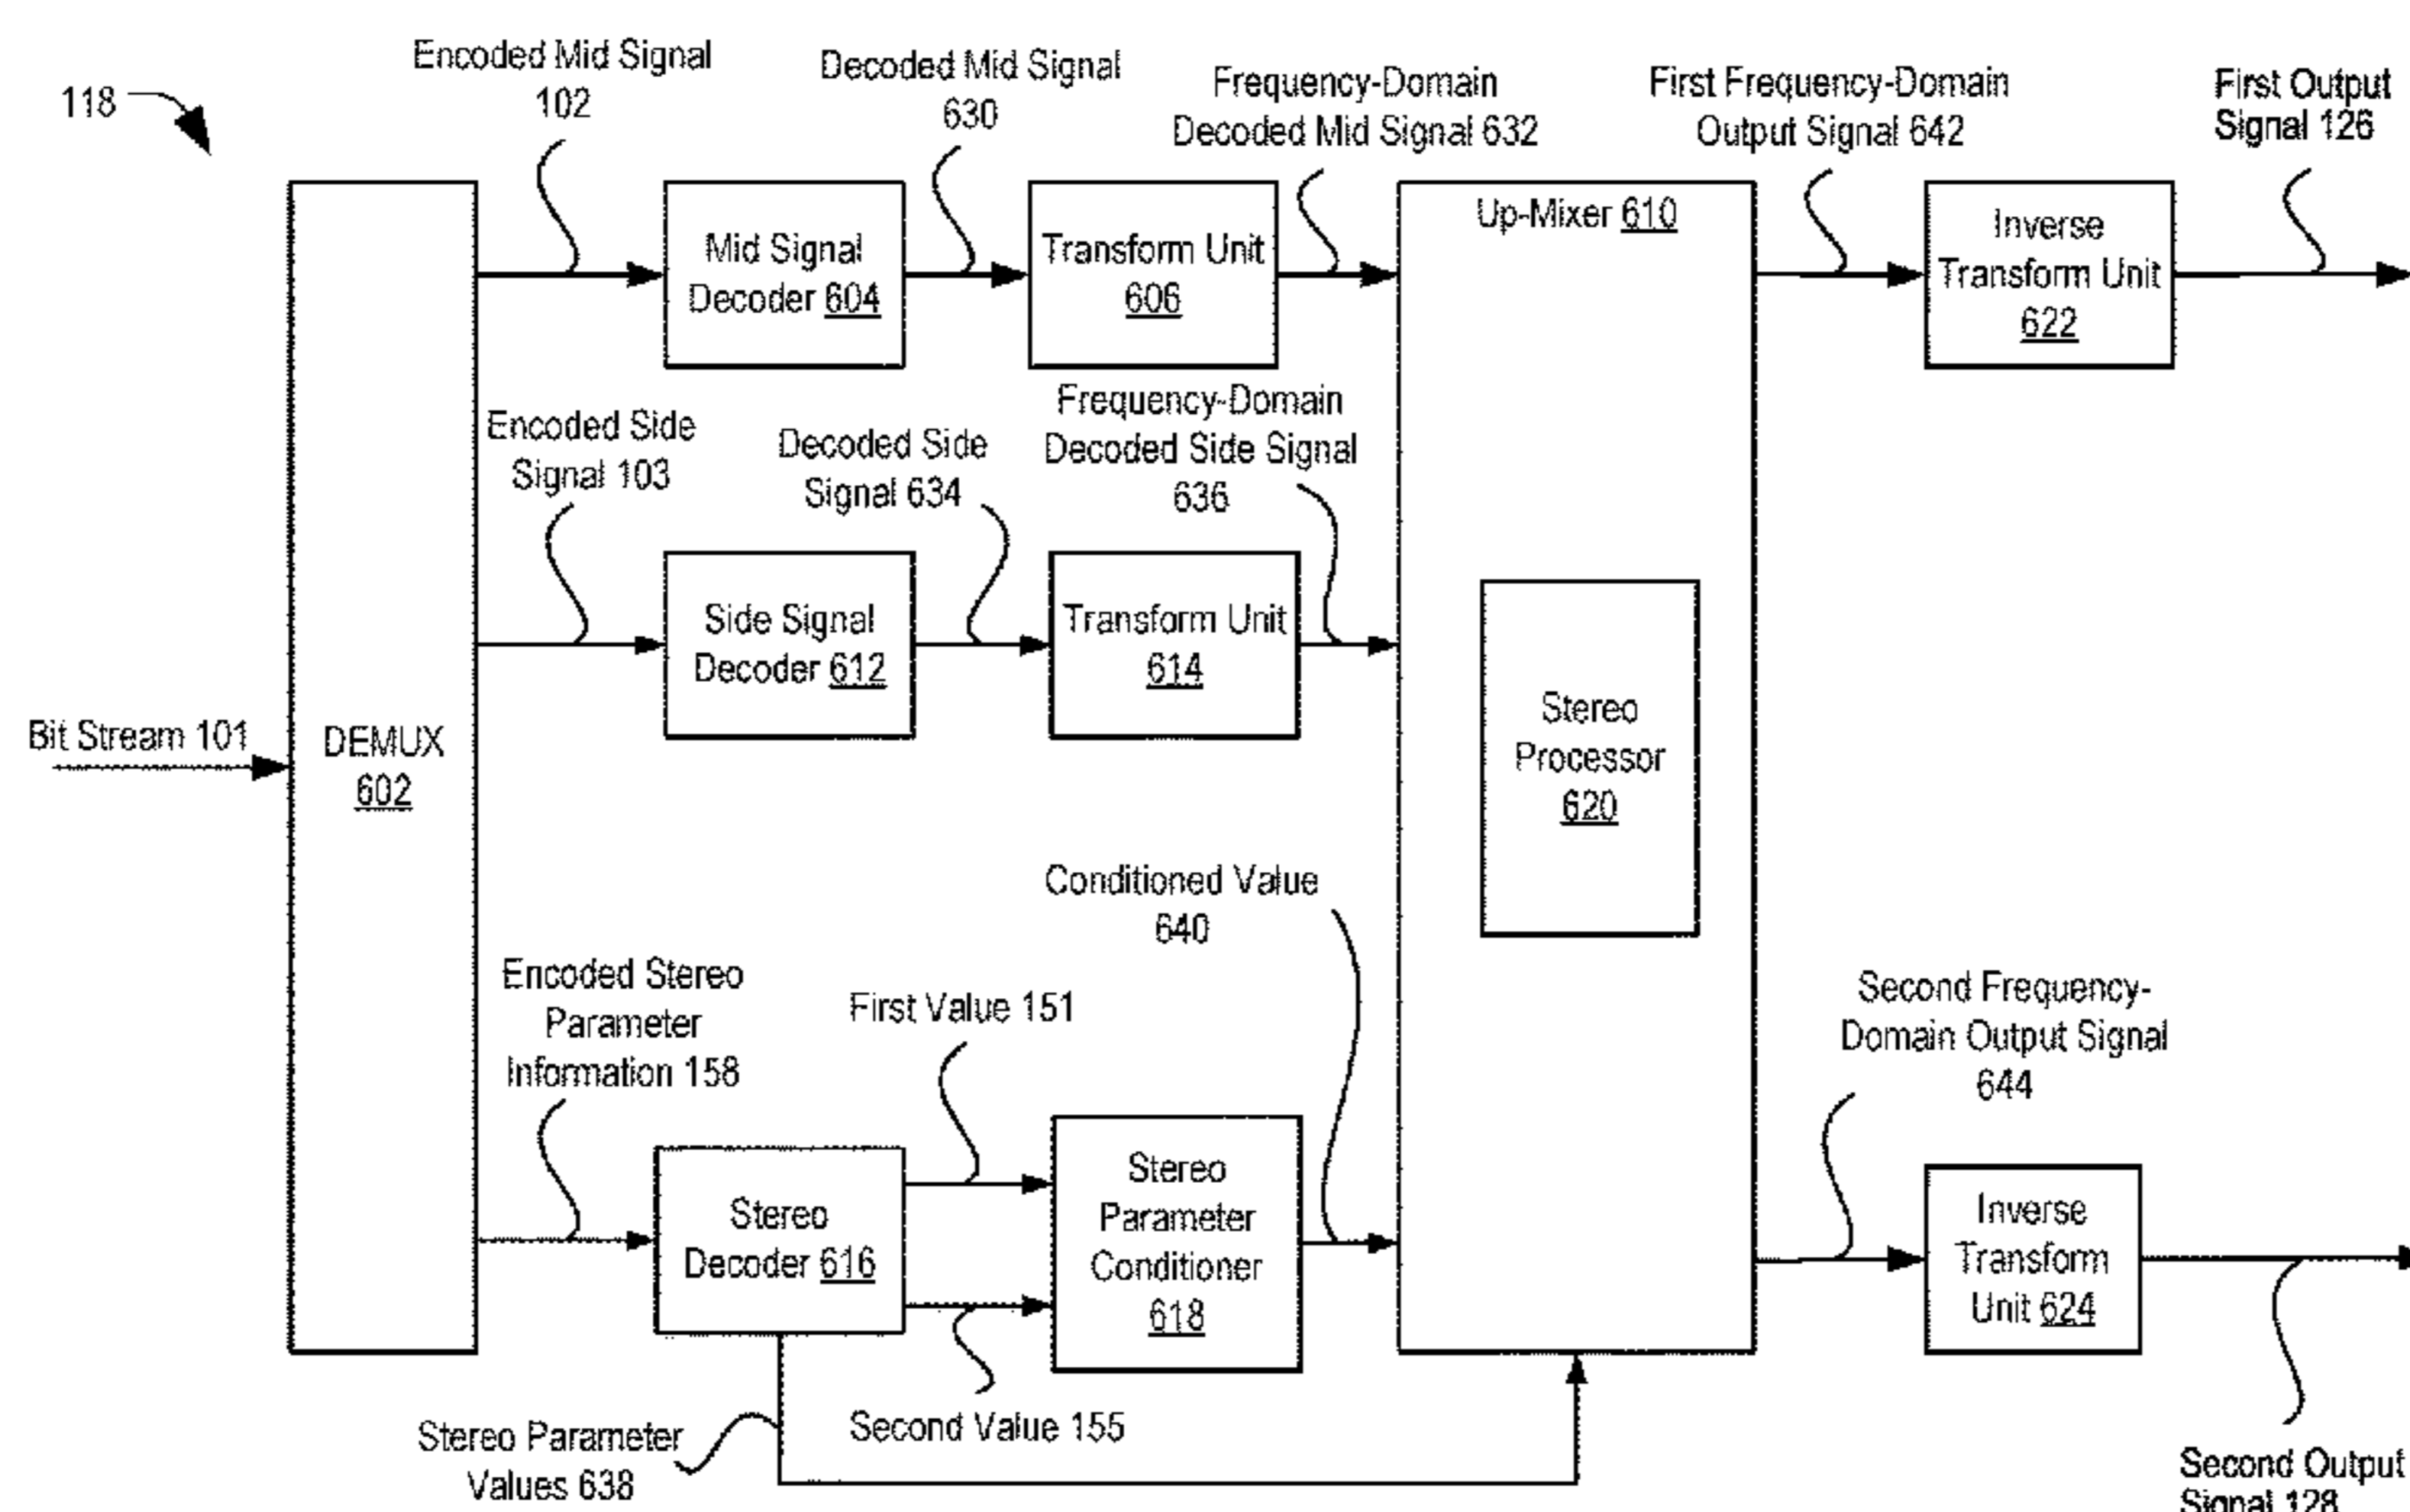 118
Encoded Mid Signal
102
Decoded Mid Signal
630
Frequency-Domain
Decoded Mid Signal 632
First Frequency-Domain
Output Signal 642
First Output
Signal 126
Mid Signal
Decoder 604
Transform Unit
606
Up-Mixer 610
Inverse
Transform Unit
622
Encoded Side
Signal 103
Decoded Side
Signal 634
Frequency-Domain
Decoded Side Signal
636
Side Signal
Decoder 612
Transform Unit
614
Stereo
Processor
620
Bit Stream 101
DEMUX
602
Conditioned Value
640
Encoded Stereo
Parameter
Information 158
First Value 151
Second Frequency-
Domain Output Signal
644
Stereo
Decoder 616
Stereo
Parameter
Conditioner
618
Inverse
Transform
Unit 624
Stereo Parameter
Values 638
Second Value 155
Second Output
Signal 128